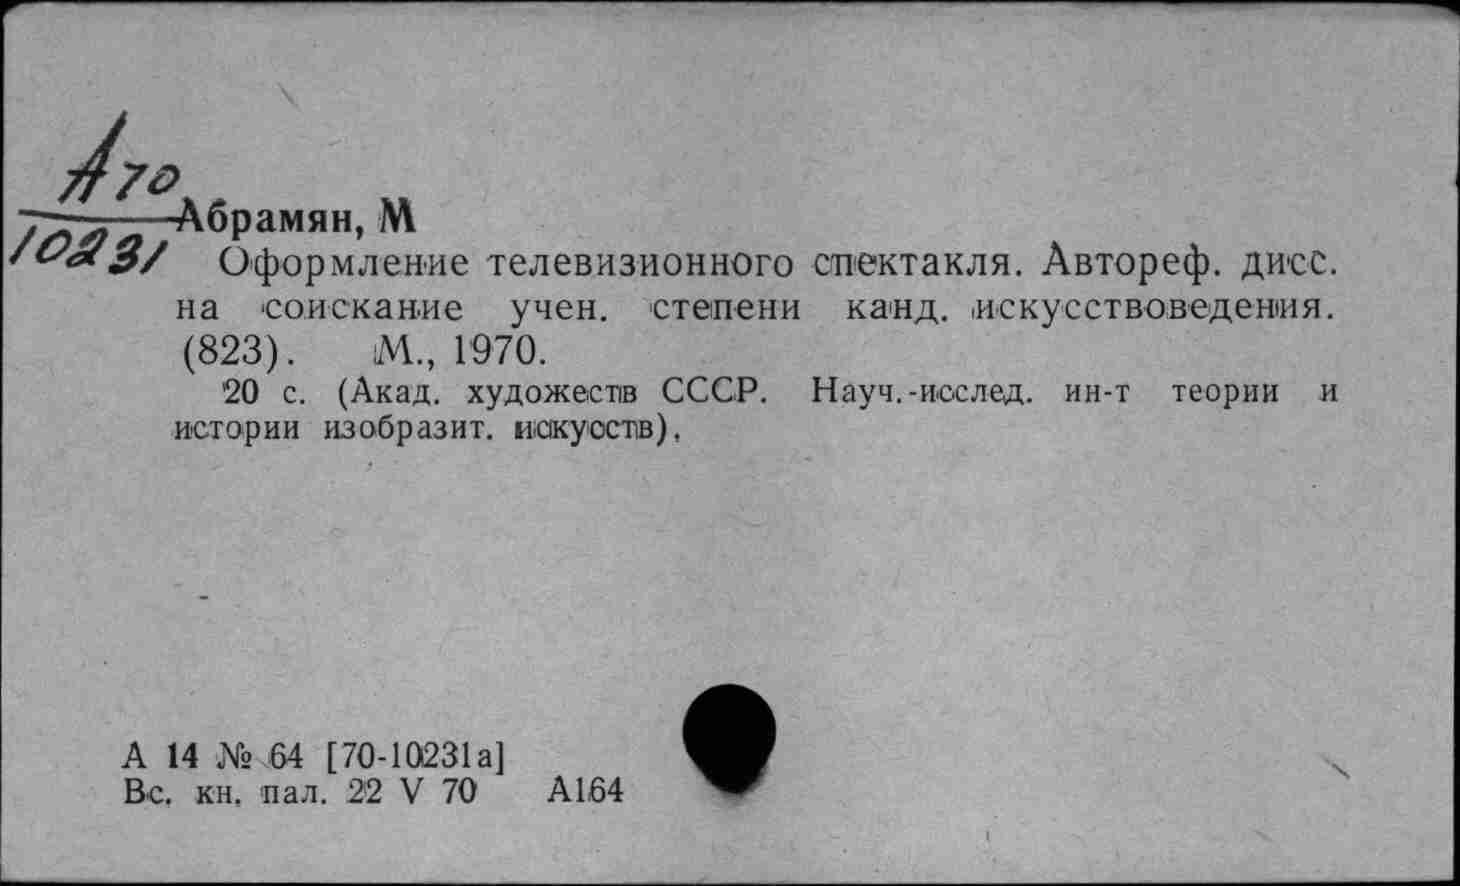 А70
10231
Абрамян, М
Оформление телевизионного спектакля. Автореф. дисс.
на соискание учен. степени канд. искусствоведения.
(823). М., 1970.
20 с. (Акад. художеств СССР. Науч.-исслед. ин-т теории и
истории изобразит. искусств).
А 14 № 64 [70-10231а]
Вс. кн. пал. 22 V 70 А164